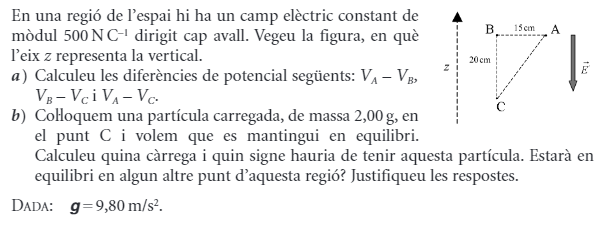 En una regió de l'espai hi ha un camp elèctric constant de
mòdul 500 N C⁻¹ dirigit cap avall. Vegeu la figura, en què
l'eix z representa la vertical.
a) Calculeu les diferències de potencial següents: V_A – V_B,
V_B – V_C i V_A – V_C.
b) Col·loquem una partícula carregada, de massa 2,00 g, en
el punt C i volem que es mantingui en equilibri.
Calculeu quina càrrega i quin signe hauria de tenir aquesta partícula. Estarà en
equilibri en algun altre punt d'aquesta regió? Justifiqueu les respostes.
DADA: g = 9,80 m/s².
B 15 cm A
z 20 cm E⃗
C